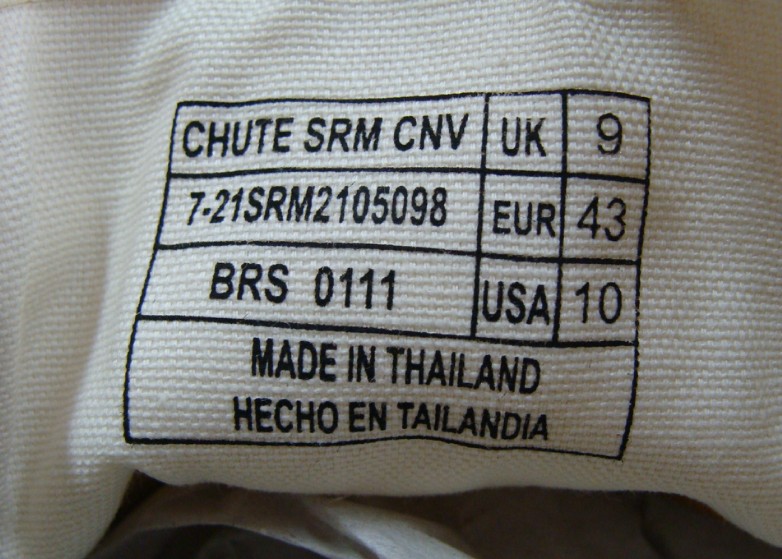 CHUTE SRM CNV UK 9
7-21SRM2105098 EUR 43
BRS 0111 USA 10
MADE IN THAILAND
HECHO EN TAILANDIA